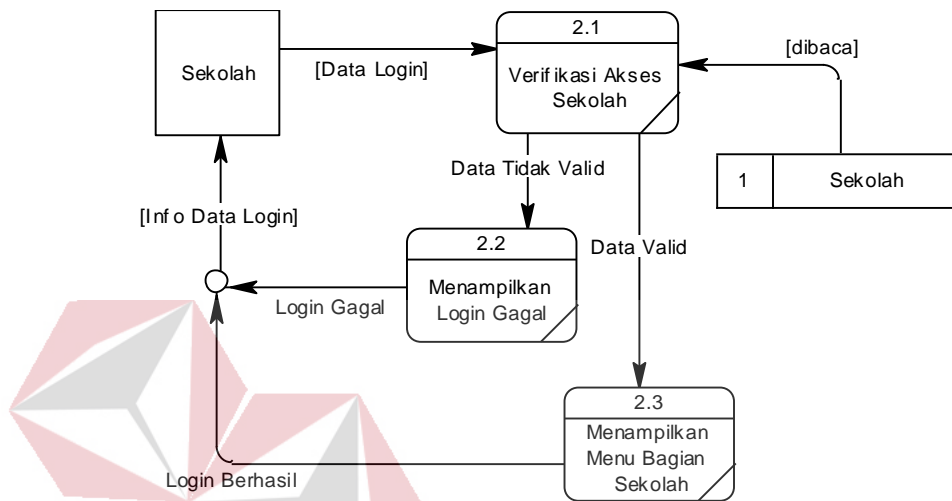 2.1
[dibaca]
Sekolah
[Data Login]
Verifikasi Akses
Sekolah
Data Tidak Valid
1
Sekolah
[Info Data Login]
2.2
Data Valid
Menampilkan
Login Gagal
Login Gagal
2.3
Menampilkan
Menu Bagian
Sekolah
Login Berhasil